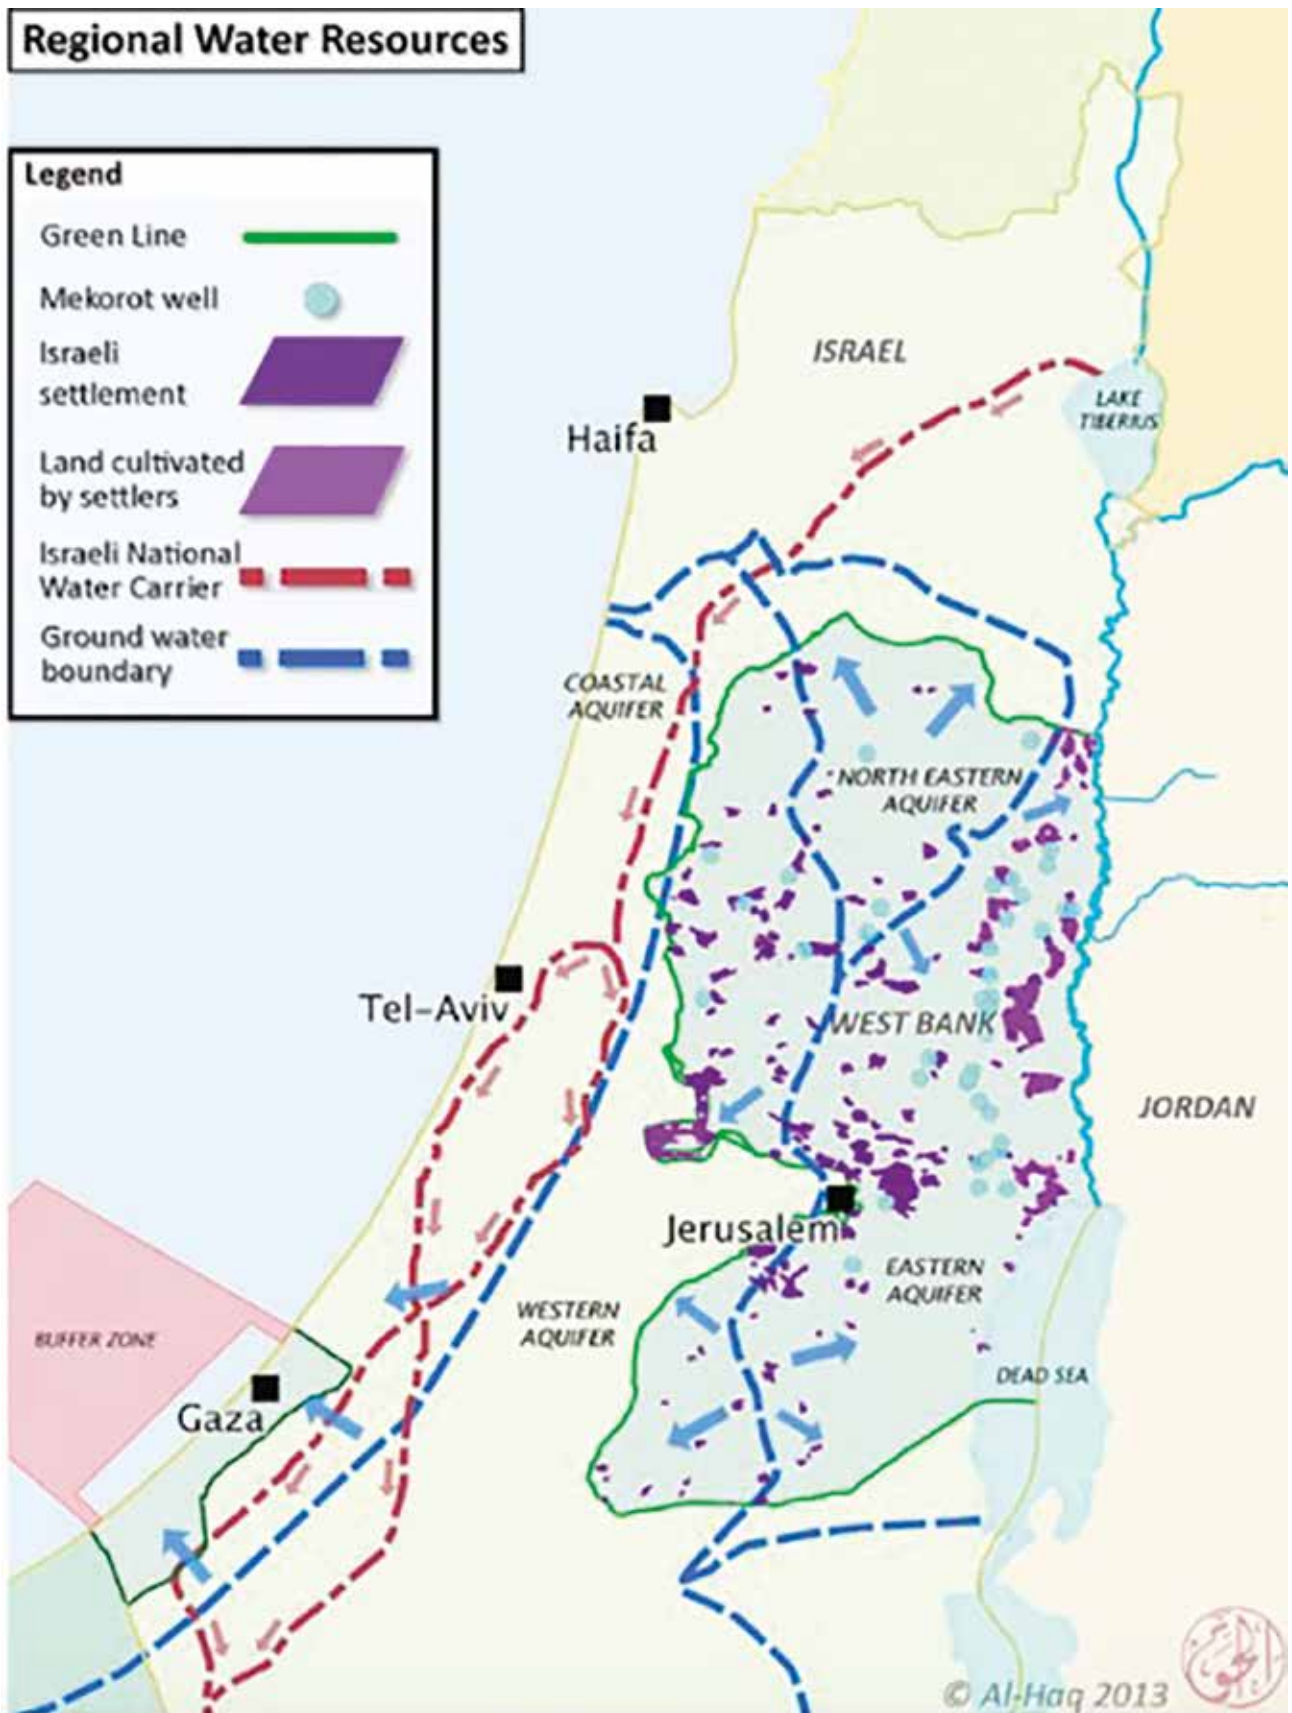 Regional Water Resources
Legend
Green Line
Mekorot well
Israeli
settlement
Land cultivated
by settlers
Israeli National
Water Carrier
Ground water
boundary
ISRAEL
LAKE
TIBERIUS
Haifa
COASTAL
AQUIFER
NORTH EASTERN
AQUIFER
Tel-Aviv
WEST BANK
JORDAN
Jerusalem
EASTERN
AQUIFER
WESTERN
AQUIFER
BUFFER ZONE
DEAD SEA
Gaza
© Al-Haq 2013